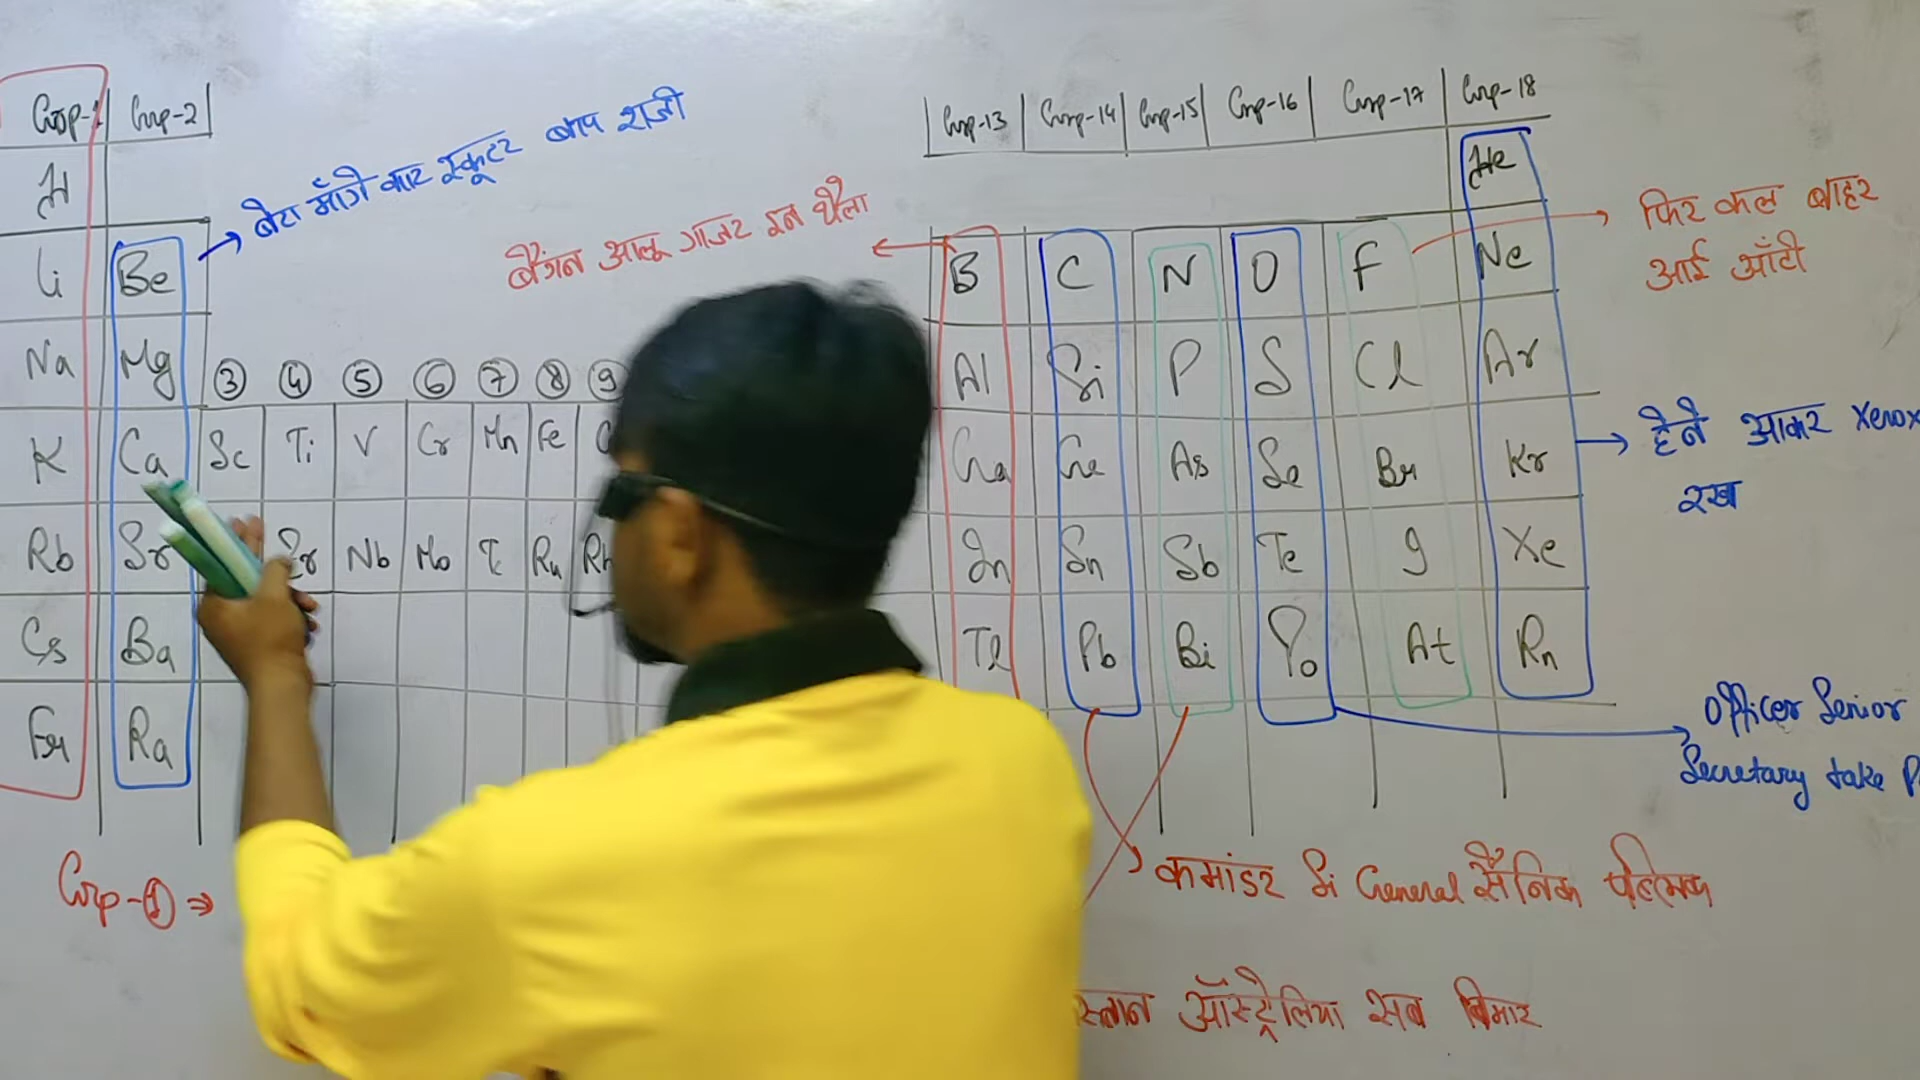 Grp-1 Grp-2 Grp-13 Grp-14 Grp-15 Grp-16 Grp-17 Grp-18
H He
बेटा माँगे कार स्कूटर बाप राजी
बैंगन आलू गाजर इन थैला
फिर कल बाहर
आई आँटी
Li Be B C N O F Ne
Na Mg ③ ④ ⑤ ⑥ ⑦ ⑧ ⑨ Al Si P S Cl Ar
K Ca Sc Ti V Cr Mn Fe Ga Ge As Se Br Kr
हेने आकर Xerox
रख
Rb Sr Zr Nb Mo Tc Ru Rh In Sn Sb Te I Xe
Cs Ba Tl Pb Bi Po At Rn
Fr Ra
Officer Senior
Secretary take
Grp-① ⇒
कमांडर Si General सैनिक
ऑस्ट्रेलिया सब बिमार